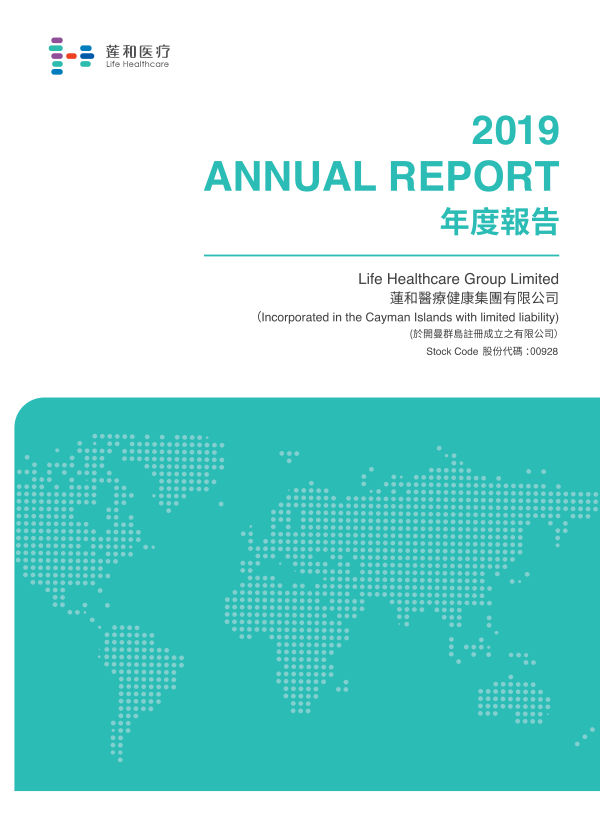 莲和医疗
Life Healthcare
2019
ANNUAL REPORT
年度報告
Life Healthcare Group Limited
蓮和醫療健康集團有限公司
(Incorporated in the Cayman Islands with limited liability)
(於開曼群島註冊成立之有限公司)
Stock Code 股份代碼：00928